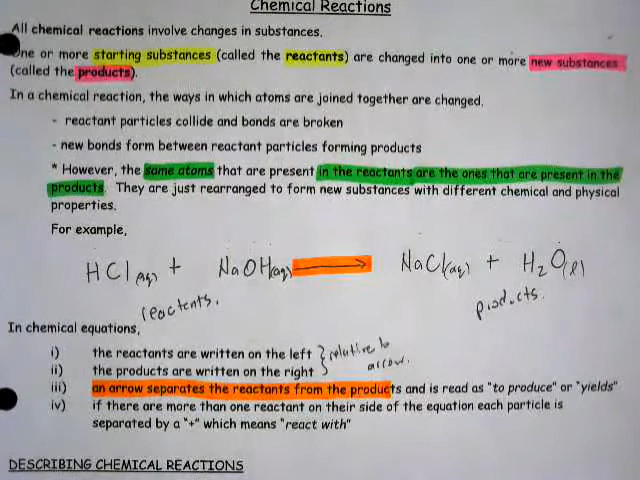 Chemical Reactions
All chemical reactions involve changes in substances.
One or more starting substances (called the reactants) are changed into one or more new substances
(called the products).
In a chemical reaction, the ways in which atoms are joined together are changed.
- reactant particles collide and bonds are broken
- new bonds form between reactant particles forming products
* However, the same atoms that are present in the reactants are the ones that are present in the
products. They are just rearranged to form new substances with different chemical and physical
properties.
For example,
HCl(aq) + NaOH(aq) → NaCl(aq) + H₂O(l)
reactents. products.
In chemical equations,
i) the reactants are written on the left
ii) the products are written on the right } relative to arrow.
iii) an arrow separates the reactants from the products and is read as "to produce" or "yields"
iv) if there are more than one reactant on their side of the equation each particle is
separated by a "+" which means "react with"
DESCRIBING CHEMICAL REACTIONS